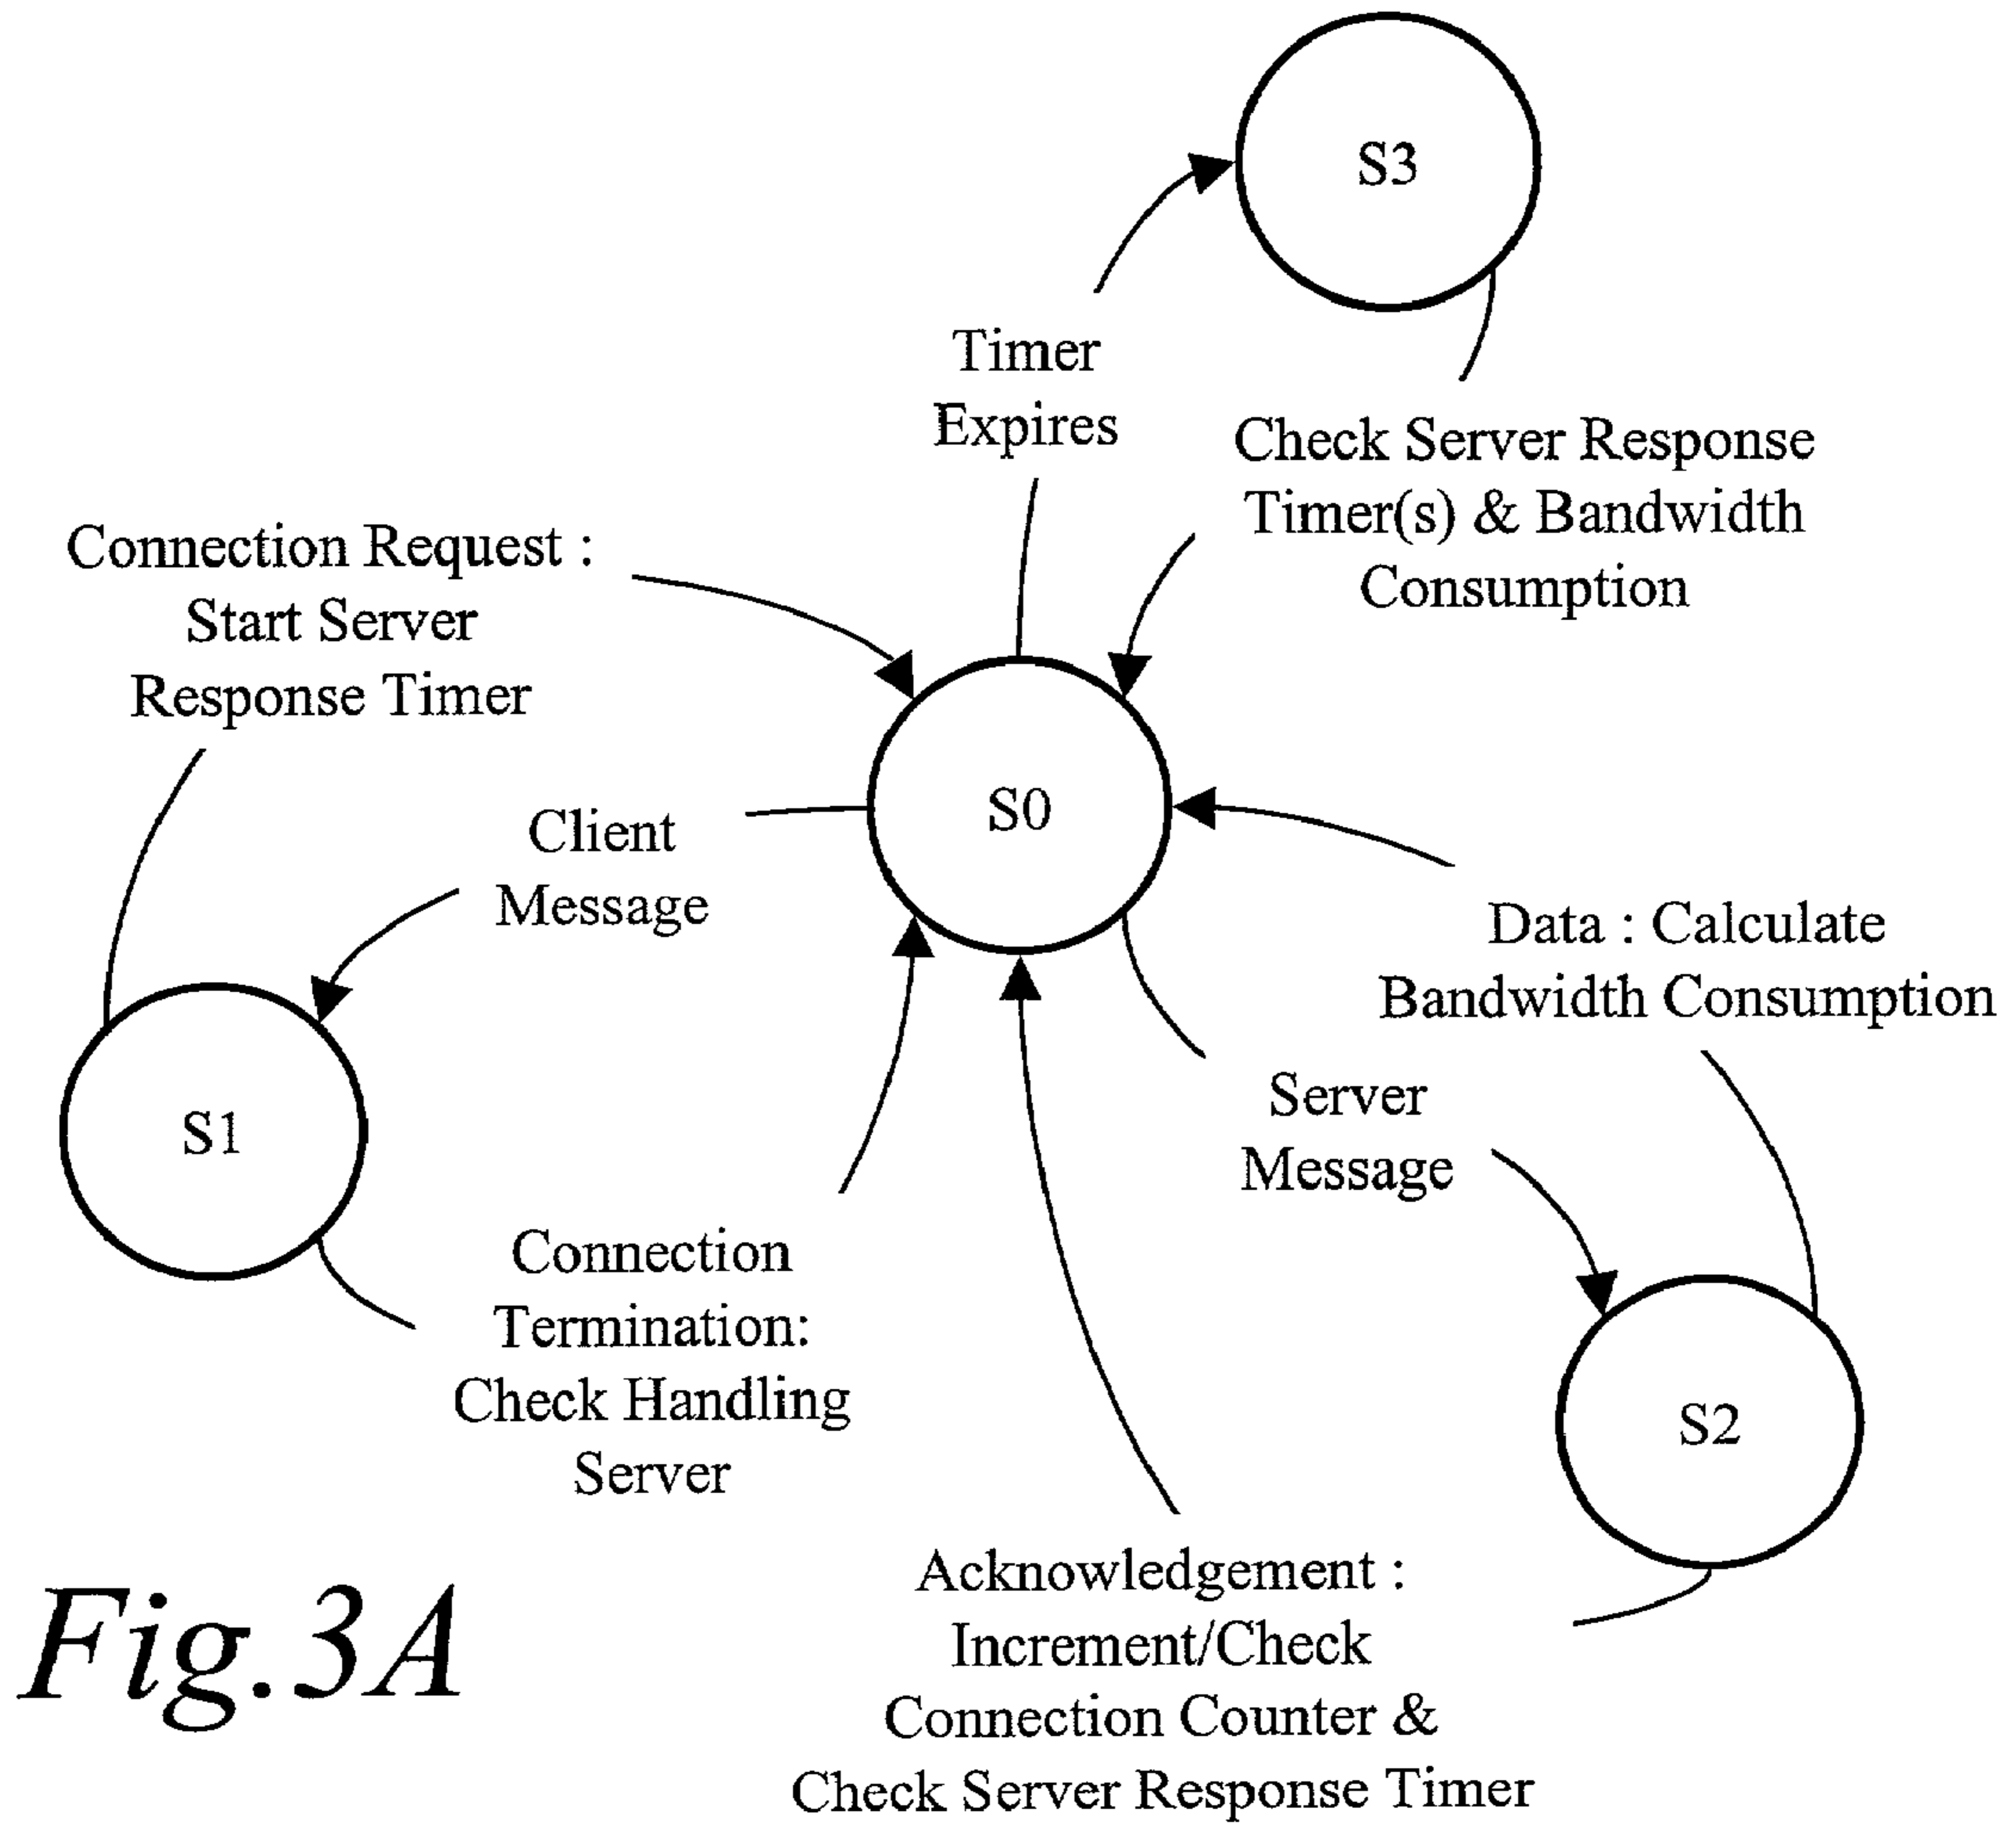 S3
Timer
Expires
Check Server Response
Timer(s) & Bandwidth
Consumption
Connection Request :
Start Server
Response Timer
S0
Client
Message
Data : Calculate
Bandwidth Consumption
Server
Message
S1
Connection
Termination:
Check Handling
Server
S2
Acknowledgement :
Increment/Check
Connection Counter &
Check Server Response Timer
Fig.3A